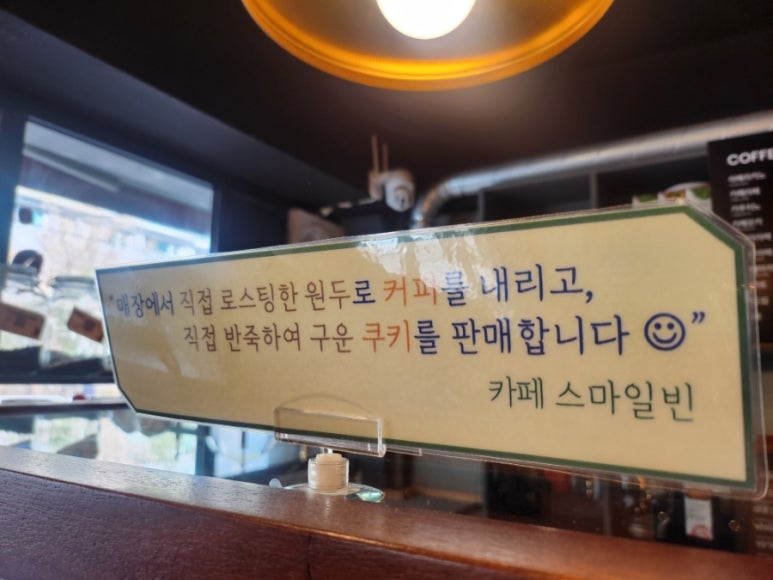 "매장에서 직접 로스팅한 원두로 커피를 내리고,
직접 반죽하여 구운 쿠키를 판매합니다 ☺"
카페 스마일빈
COFFE